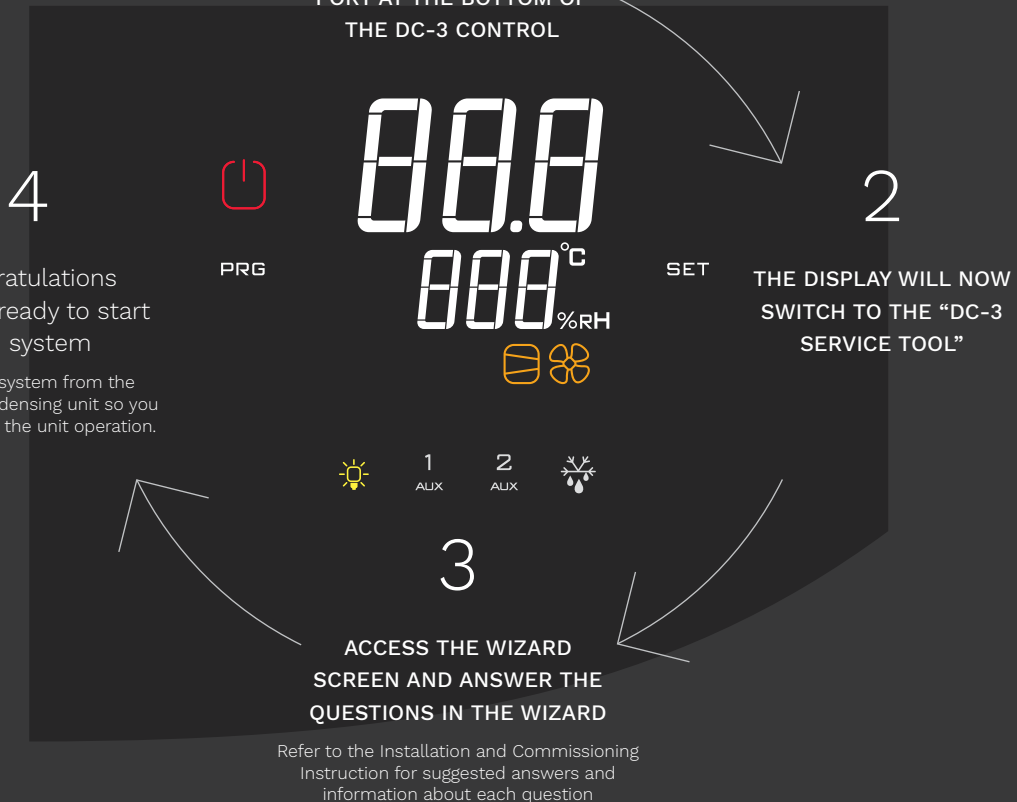 PORT AT THE BOTTOM OF
THE DC-3 CONTROL
88.8
°C
888
%RH
PRG
SET
1
AUX
2
AUX
2
THE DISPLAY WILL NOW
SWITCH TO THE “DC-3
SERVICE TOOL”
3
ACCESS THE WIZARD
SCREEN AND ANSWER THE
QUESTIONS IN THE WIZARD
Refer to the Installation and Commissioning
Instruction for suggested answers and
information about each question
4
ratulations
ready to start
system
system from the
densing unit so you
the unit operation.